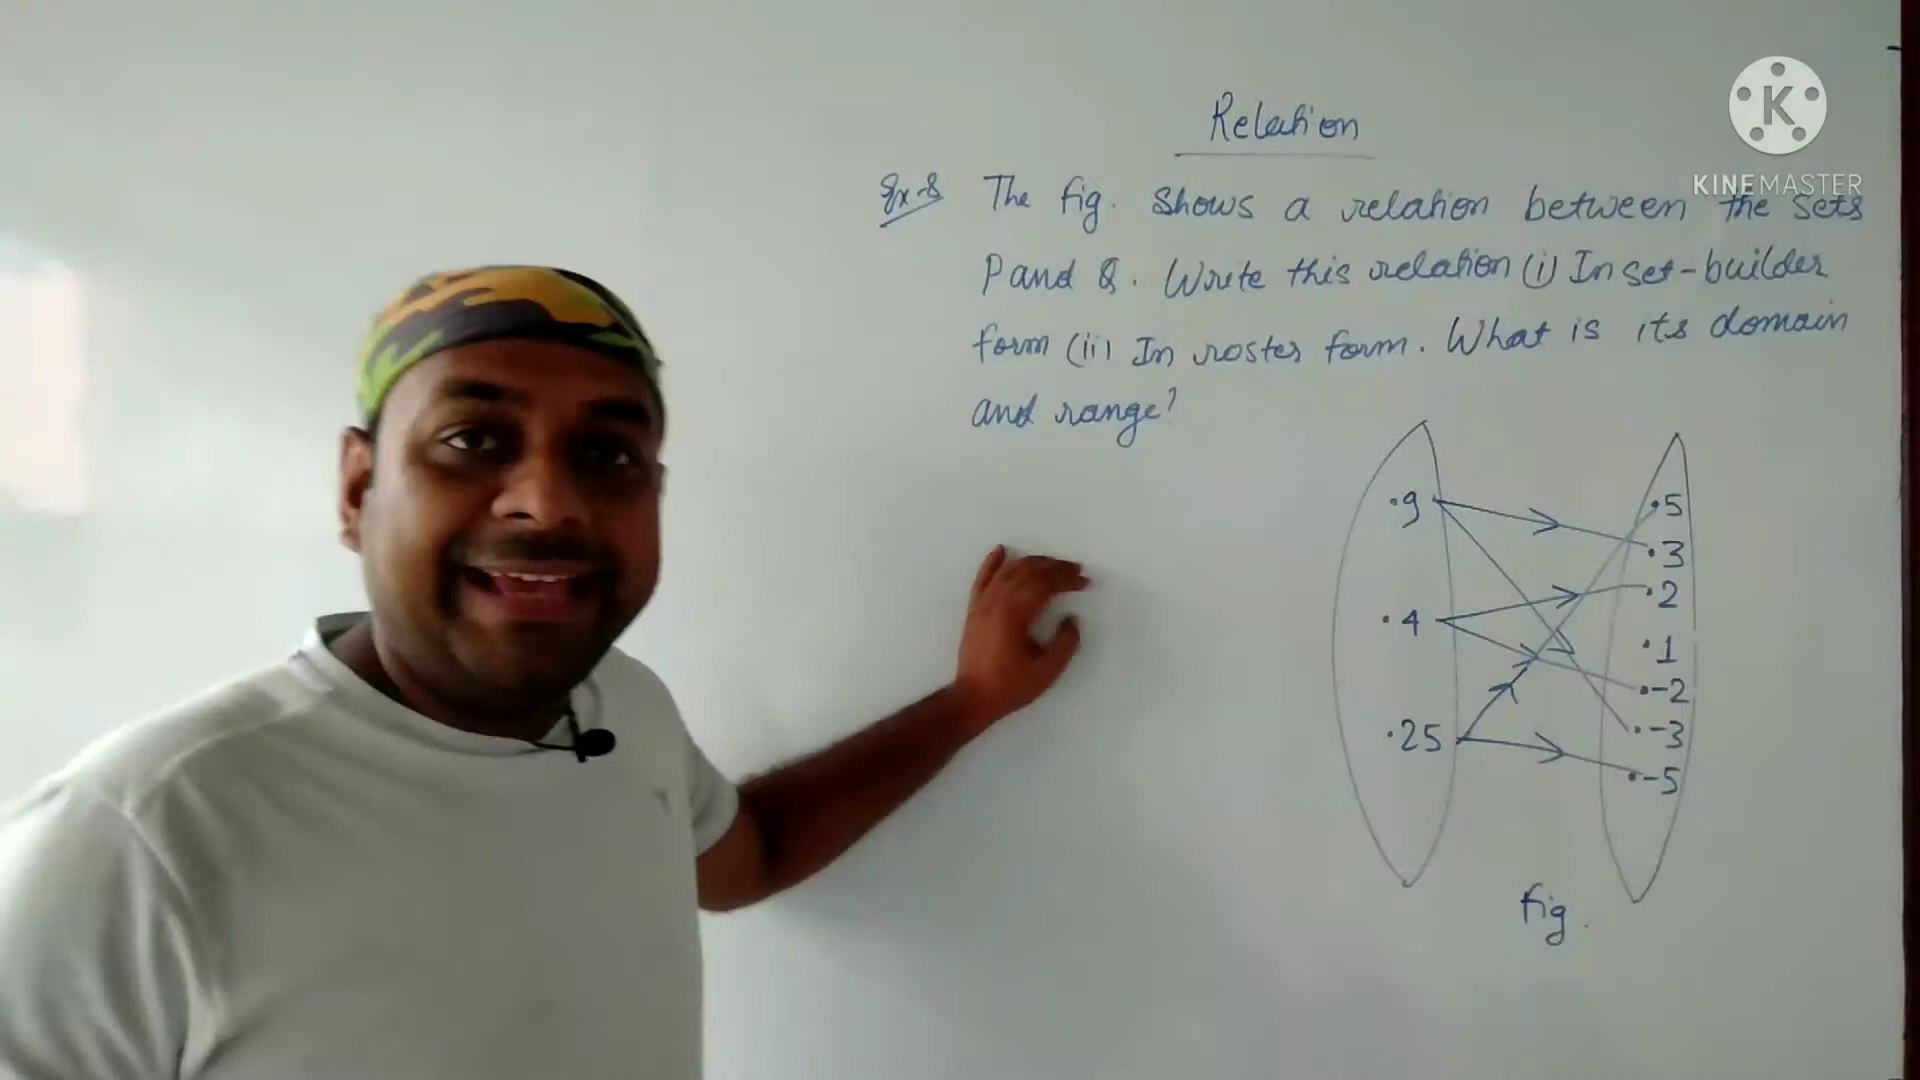 Relation
KINEMASTER
Ex-8 The fig. shows a relation between the sets
P and Q. Write this relation (i) In set-builder
form (ii) In roster form. What is its domain
and range?
.9
.4
.25
.5
.3
.2
.1
.-2
.-3
.-5
fig.